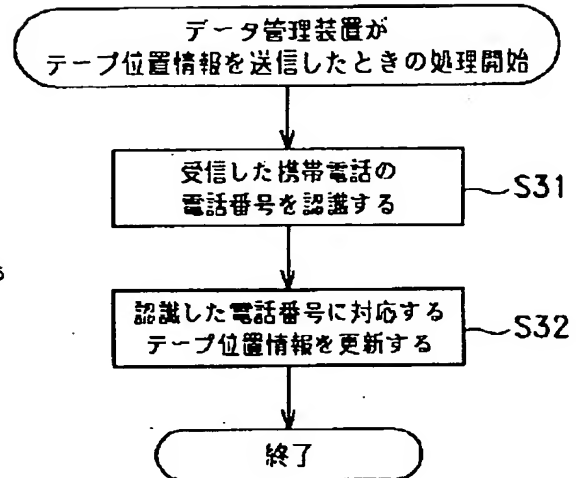 データ管理装置が
テープ位置情報を送信したときの処理開始
受信した携帯電話の
電話番号を認識する
S31
認識した電話番号に対応する
テープ位置情報を更新する
S32
終了